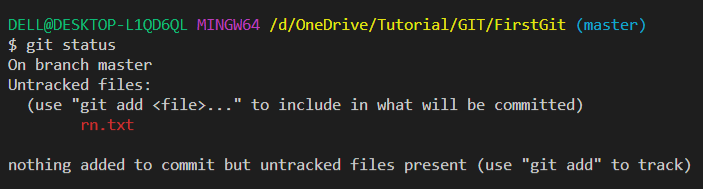 DELL@DESKTOP-L1QD6QL MINGW64 /d/OneDrive/Tutorial/GIT/FirstGit (master)
$ git status
On branch master
Untracked files:
  (use "git add <file>..." to include in what will be committed)
        rn.txt

nothing added to commit but untracked files present (use "git add" to track)